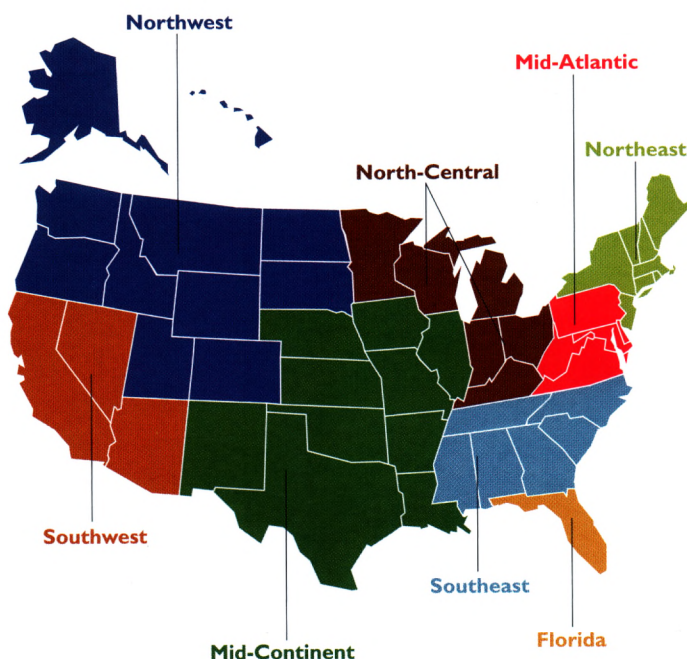 Northwest
Mid-Atlantic
Northeast
North-Central
Southwest
Southeast
Florida
Mid-Continent